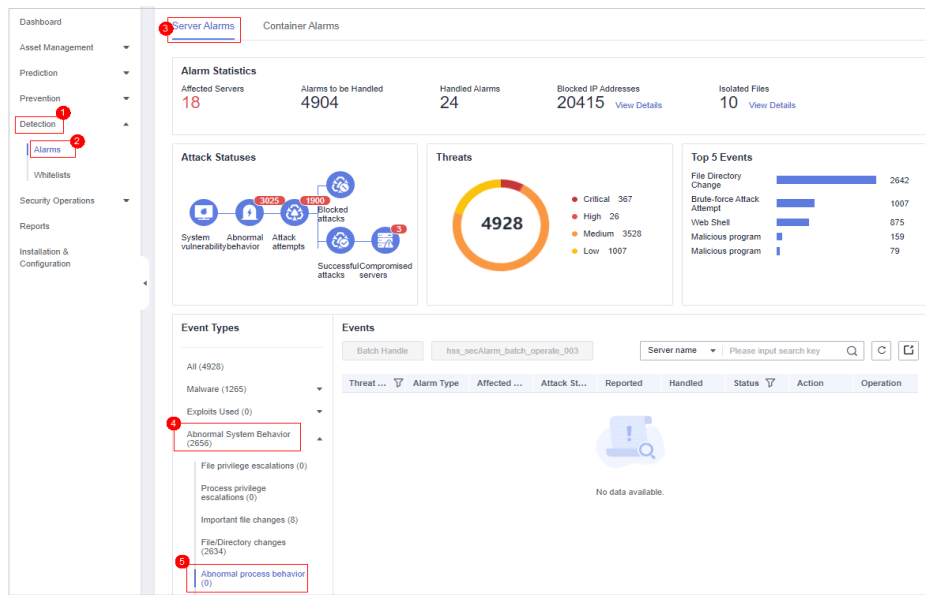 Dashboard
Asset Management
Prediction
Prevention
1
Detection
2
Alarms
Whitelists
Security Operations
Reports
Installation &
Configuration
3
Server Alarms
Container Alarms
Alarm Statistics
Affected Servers
18
Alarms to be Handled
4904
Handled Alarms
24
Blocked IP Addresses
20415 View Details
Isolated Files
10 View Details
Attack Statuses
3025
1900
3
System
vulnerability
Abnormal
behavior
Attack
attempts
Blocked
attacks
Successful
attacks
Compromised
servers
Threats
4928
Critical 367
High 26
Medium 3528
Low 1007
Top 5 Events
File Directory
Change
2642
Brute-force Attack
Attempt
1007
Web Shell 875
Malicious program 159
Malicious program 79
Event Types
All (4928)
Malware (1265)
Exploits Used (0)
4
Abnormal System Behavior
(2656)
File privilege escalations (0)
Process privilege
escalations (0)
Important file changes (8)
File/Directory changes
(2634)
5
Abnormal process behavior
(0)
Events
Batch Handle
hss_secAlarm_batch_operate_003
Server name
Please input search key
Threat ... Alarm Type Affected ... Attack St... Reported Handled Status Action Operation
No data available.